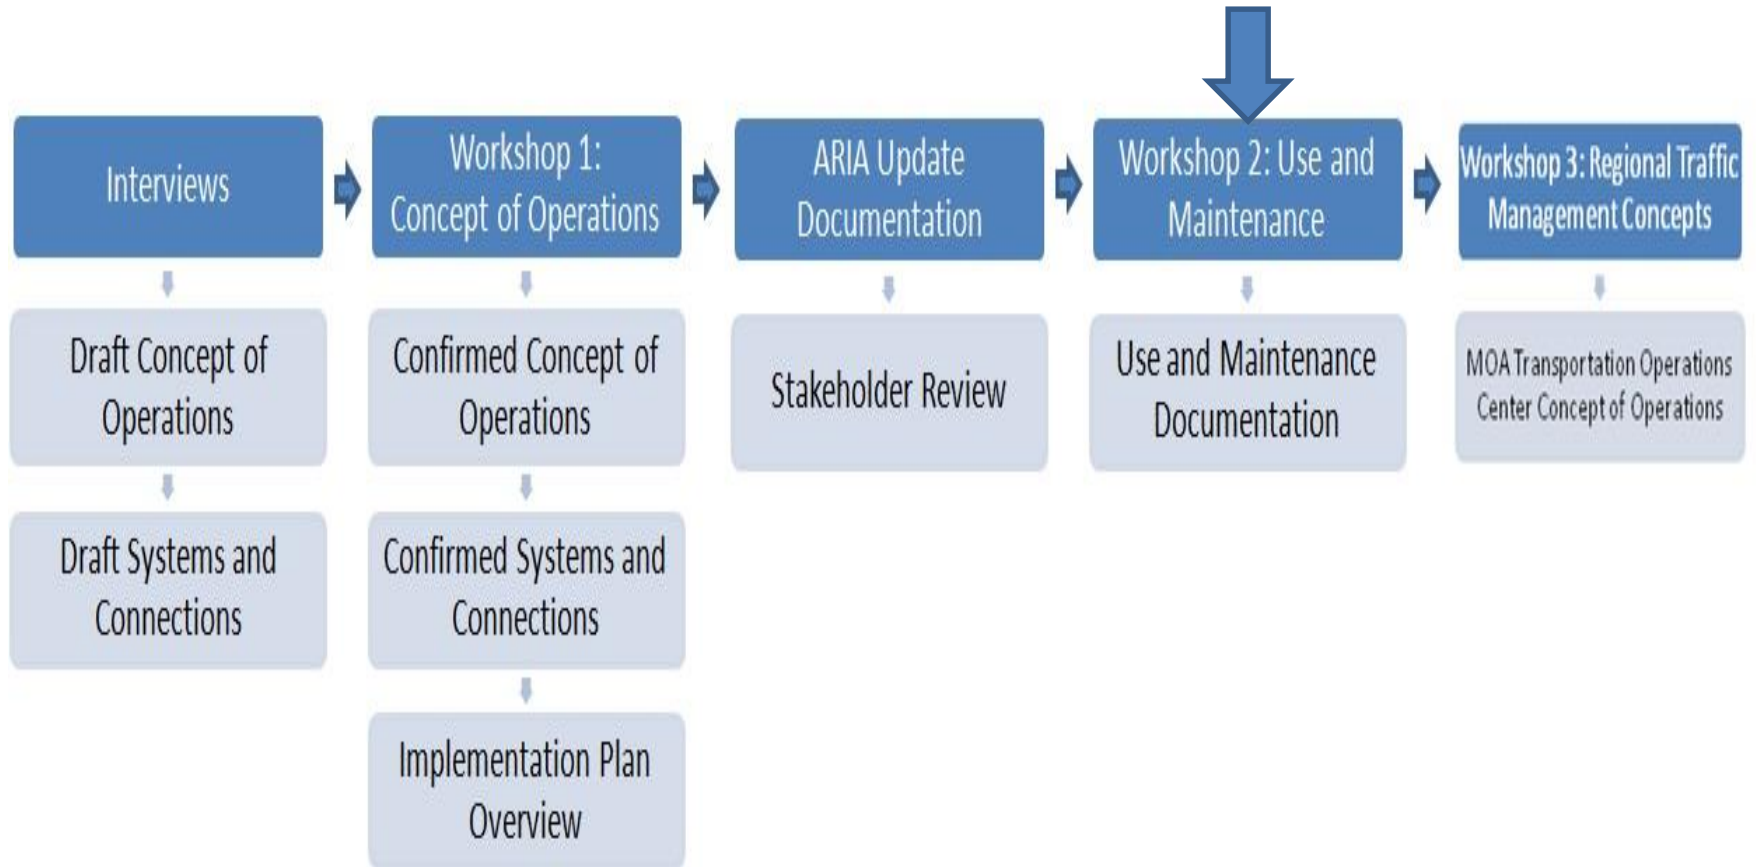 Interviews
Draft Concept of
Operations
Draft Systems and
Connections
Workshop 1:
Concept of Operations
Confirmed Concept of
Operations
Confirmed Systems and
Connections
Implementation Plan
Overview
ARIA Update
Documentation
Stakeholder Review
Workshop 2: Use and
Maintenance
Use and Maintenance
Documentation
Workshop 3: Regional Traffic
Management Concepts
MOA Transportation Operations
Center Concept of Operations